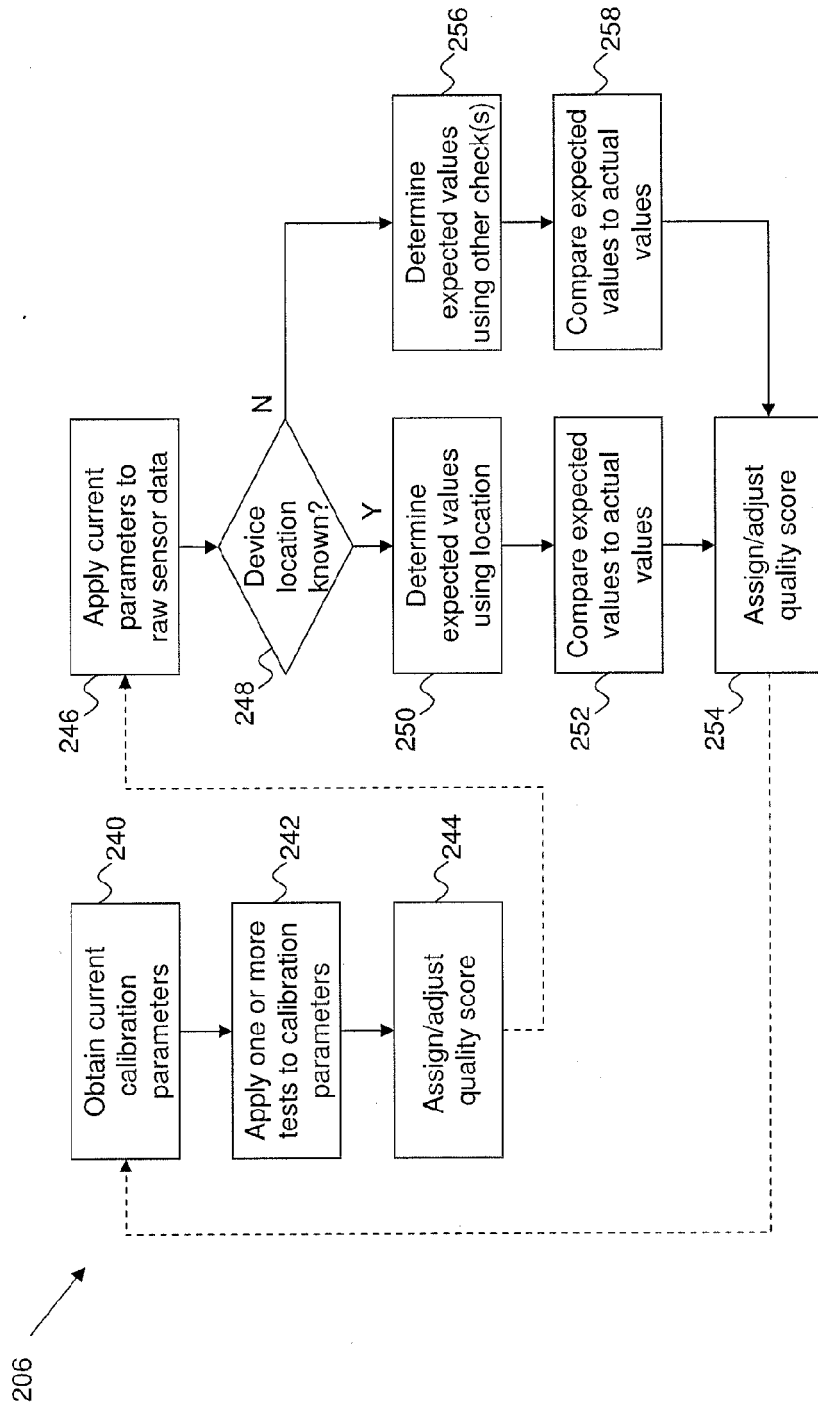 206
Obtain current
calibration
parameters
240
Apply one or more
tests to calibration
parameters
242
Assign/adjust
quality score
244
Apply current
parameters to
raw sensor data
246
Device
location
known?
248
N
Y
Determine
expected values
using location
250
Compare expected
values to actual
values
252
Assign/adjust
quality score
254
Determine
expected values
using other check(s)
256
Compare expected
values to actual
values
258